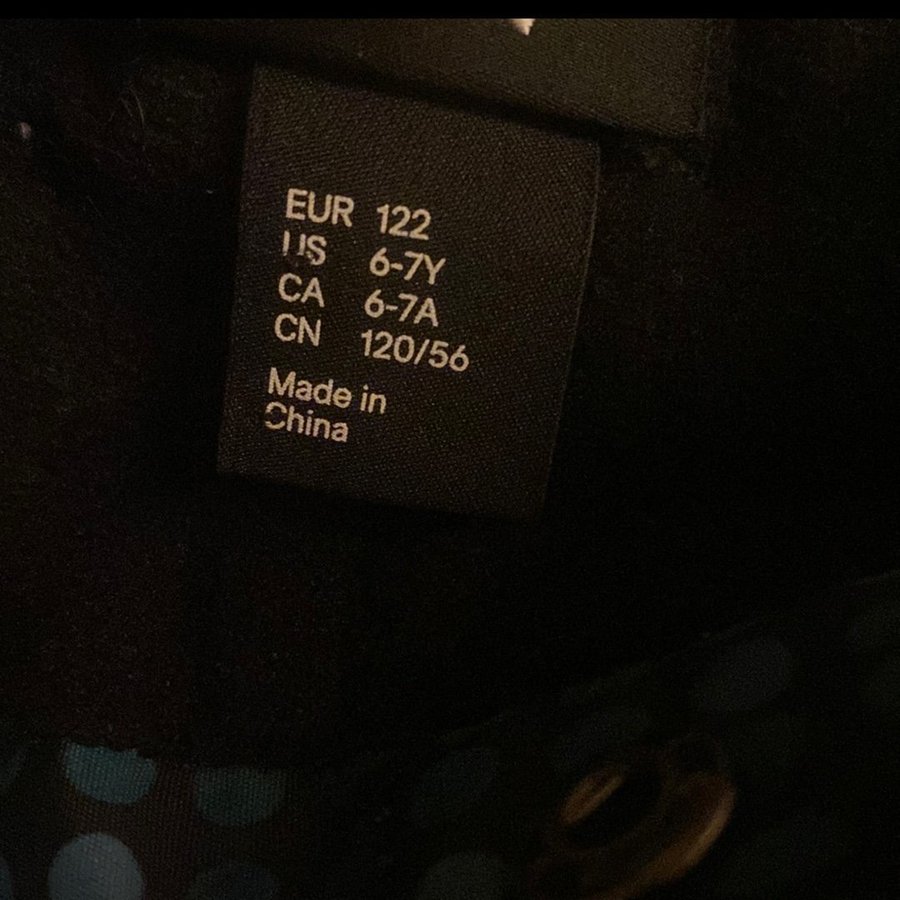 EUR 122
US 6-7Y
CA 6-7A
CN 120/56
Made in
China